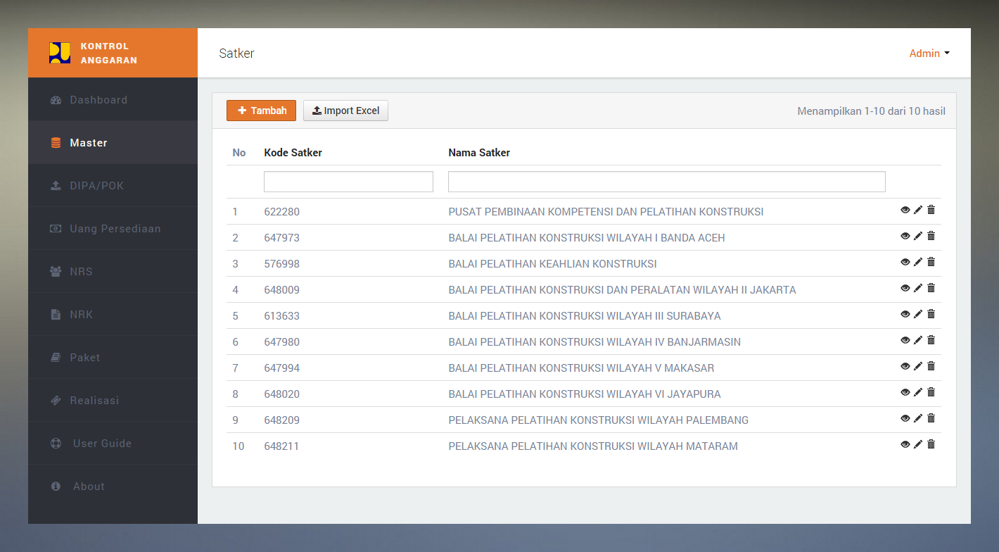 KONTROL
ANGGARAN
Satker
Admin
Dashboard
Master
DIPA/POK
Uang Persediaan
NRS
NRK
Paket
Realisasi
User Guide
About
Tambah Import Excel Menampilkan 1-10 dari 10 hasil
No Kode Satker Nama Satker
1 622280 PUSAT PEMBINAAN KOMPETENSI DAN PELATIHAN KONSTRUKSI
2 647973 BALAI PELATIHAN KONSTRUKSI WILAYAH I BANDA ACEH
3 576998 BALAI PELATIHAN KEAHLIAN KONSTRUKSI
4 648009 BALAI PELATIHAN KONSTRUKSI DAN PERALATAN WILAYAH II JAKARTA
5 613633 BALAI PELATIHAN KONSTRUKSI WILAYAH III SURABAYA
6 647980 BALAI PELATIHAN KONSTRUKSI WILAYAH IV BANJARMASIN
7 647994 BALAI PELATIHAN KONSTRUKSI WILAYAH V MAKASAR
8 648020 BALAI PELATIHAN KONSTRUKSI WILAYAH VI JAYAPURA
9 648209 PELAKSANA PELATIHAN KONSTRUKSI WILAYAH PALEMBANG
10 648211 PELAKSANA PELATIHAN KONSTRUKSI WILAYAH MATARAM